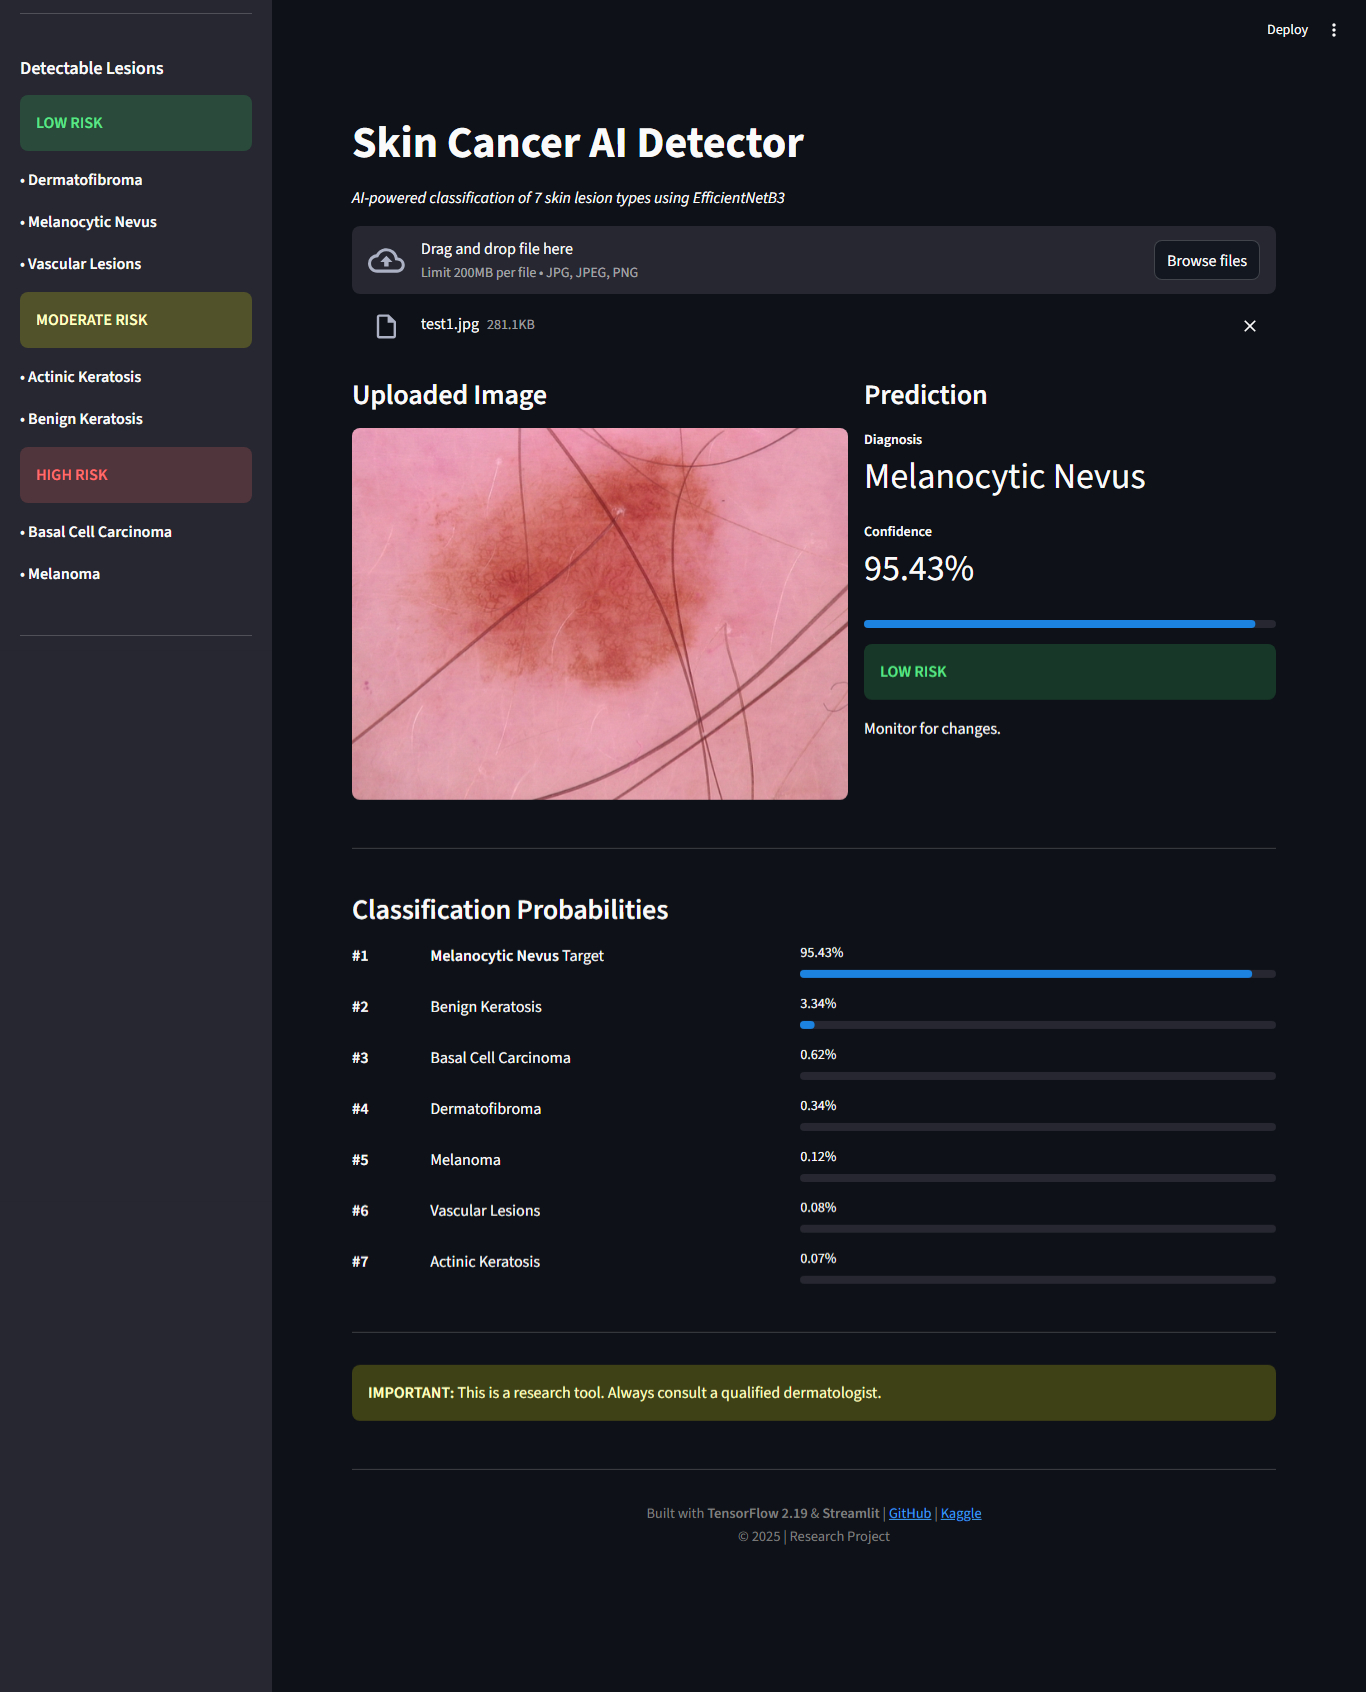 Detectable Lesions
LOW RISK
• Dermatofibroma
• Melanocytic Nevus
• Vascular Lesions
MODERATE RISK
• Actinic Keratosis
• Benign Keratosis
HIGH RISK
• Basal Cell Carcinoma
• Melanoma
Deploy
Skin Cancer AI Detector
AI-powered classification of 7 skin lesion types using EfficientNetB3
Drag and drop file here
Limit 200MB per file • JPG, JPEG, PNG
Browse files
test1.jpg 281.1KB
Uploaded Image
Prediction
Diagnosis
Melanocytic Nevus
Confidence
95.43%
LOW RISK
Monitor for changes.
Classification Probabilities
#1 Melanocytic Nevus Target 95.43%
#2 Benign Keratosis 3.34%
#3 Basal Cell Carcinoma 0.62%
#4 Dermatofibroma 0.34%
#5 Melanoma 0.12%
#6 Vascular Lesions 0.08%
#7 Actinic Keratosis 0.07%
IMPORTANT: This is a research tool. Always consult a qualified dermatologist.
Built with TensorFlow 2.19 & Streamlit | GitHub | Kaggle
© 2025 | Research Project